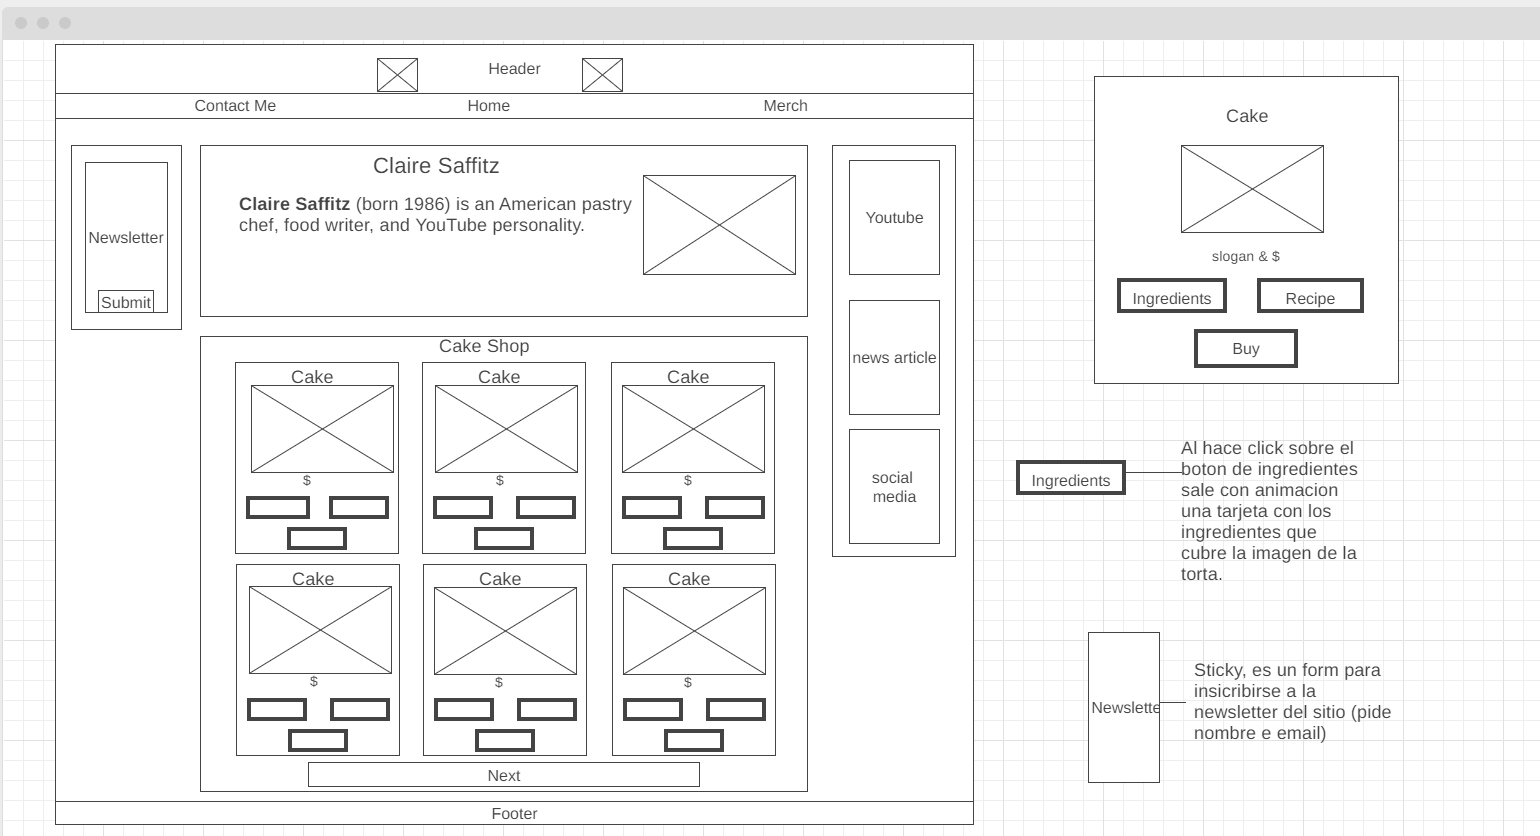 Header
Contact Me
Home
Merch
Newsletter
Submit
Claire Saffitz
Claire Saffitz (born 1986) is an American pastry
chef, food writer, and YouTube personality.
Youtube
news article
social
media
Cake Shop
Cake
Cake
Cake
$
$
$
Cake
Cake
Cake
$
$
$
Next
Footer
Cake
slogan & $
Ingredients
Recipe
Buy
Ingredients
Al hace click sobre el
boton de ingredientes
sale con animacion
una tarjeta con los
ingredientes que
cubre la imagen de la
torta.
Newslette
Sticky, es un form para
insicribirse a la
newsletter del sitio (pide
nombre e email)